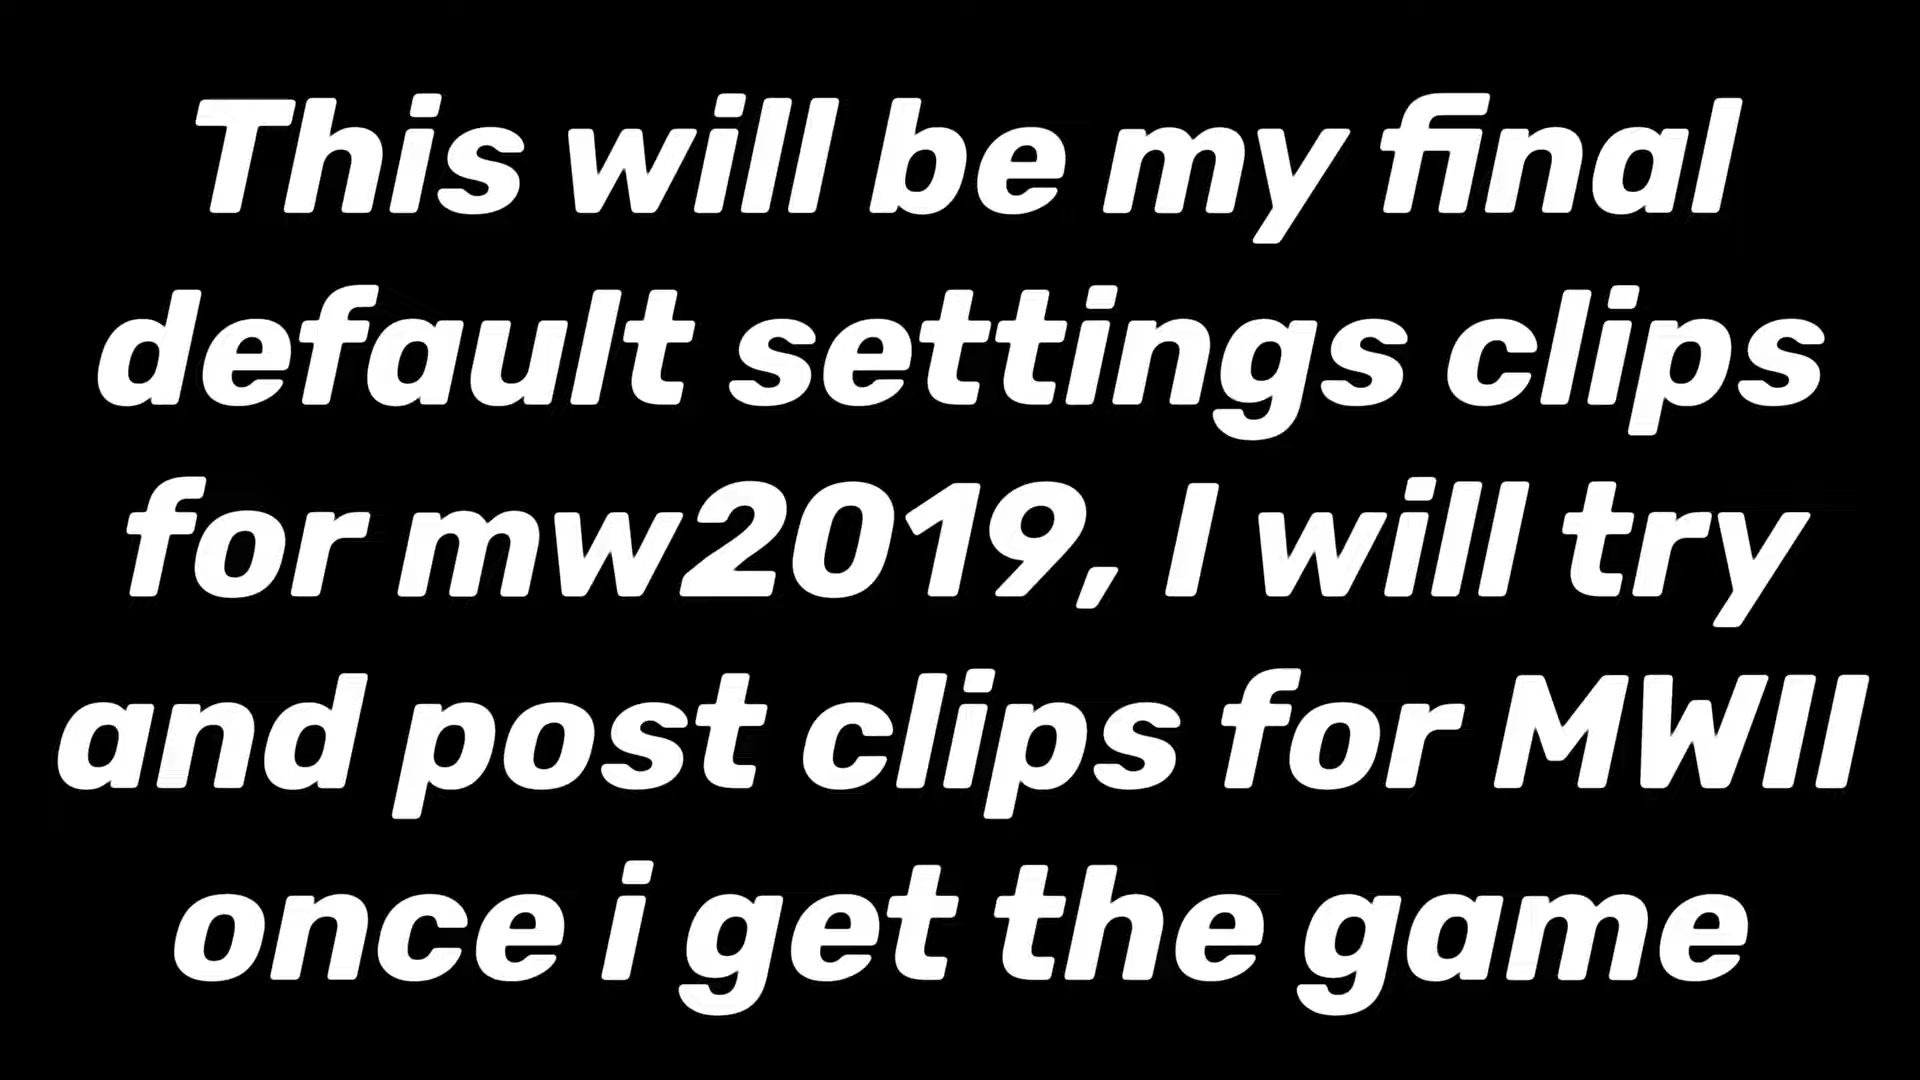 This will be my final
default settings clips
for mw2019, I will try
and post clips for MWII
once i get the game